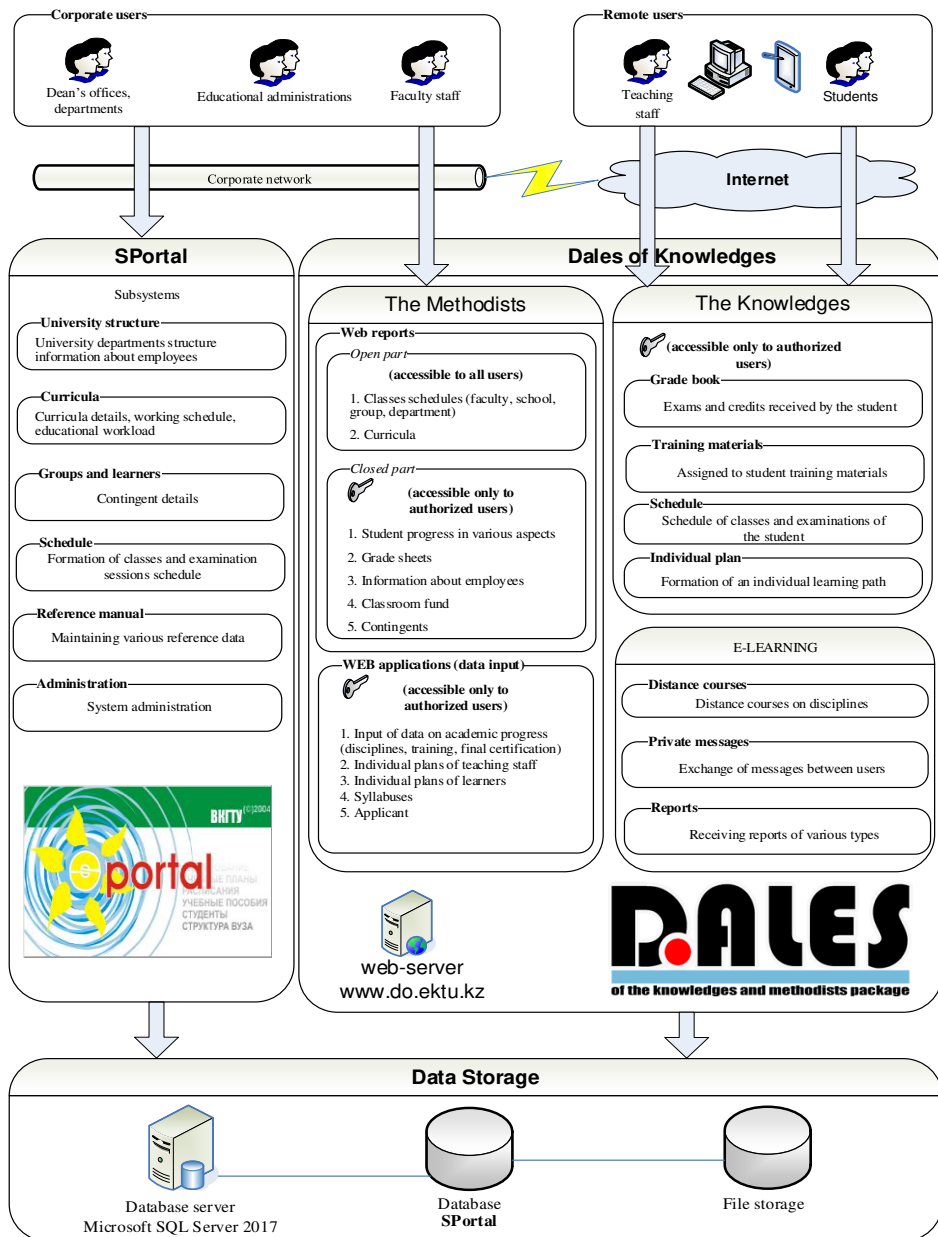 Corporate users
Dean's offices,
departments
Educational administrations
Faculty staff
Remote users
Teaching
staff
Students
Corporate network
Internet
SPortal
Subsystems
University structure
University departments structure
information about employees
Curricula
Curricula details, working schedule,
educational workload
Groups and learners
Contingent details
Schedule
Formation of classes and examination
sessions schedule
Reference manual
Maintaining various reference data
Administration
System administration
ВКГТУ (C)2004
portal
РАСПИСАНИЯ
УЧЕБНЫЕ ПОСОБИЯ
СТУДЕНТЫ
СТРУКТУРА ВУЗА
Dales of Knowledges
The Methodists
Web reports
Open part
(accessible to all users)
1. Classes schedules (faculty, school,
group, department)
2. Curricula
Closed part
(accessible only to
authorized users)
1. Student progress in various aspects
2. Grade sheets
3. Information about employees
4. Classroom fund
5. Contingents
WEB applications (data input)
(accessible only to
authorized users)
1. Input of data on academic progress
(disciplines, training, final certification)
2. Individual plans of teaching staff
3. Individual plans of learners
4. Syllabuses
5. Applicant
The Knowledges
(accessible only to authorized
users)
Grade book
Exams and credits received by the student
Training materials
Assigned to student training materials
Schedule
Schedule of classes and examinations of
the student
Individual plan
Formation of an individual learning path
E-LEARNING
Distance courses
Distance courses on disciplines
Private messages
Exchange of messages between users
Reports
Receiving reports of various types
web-server
www.do.ektu.kz
D.ALES
of the knowledges and methodists package
Data Storage
Database server
Microsoft SQL Server 2017
Database
SPortal
File storage